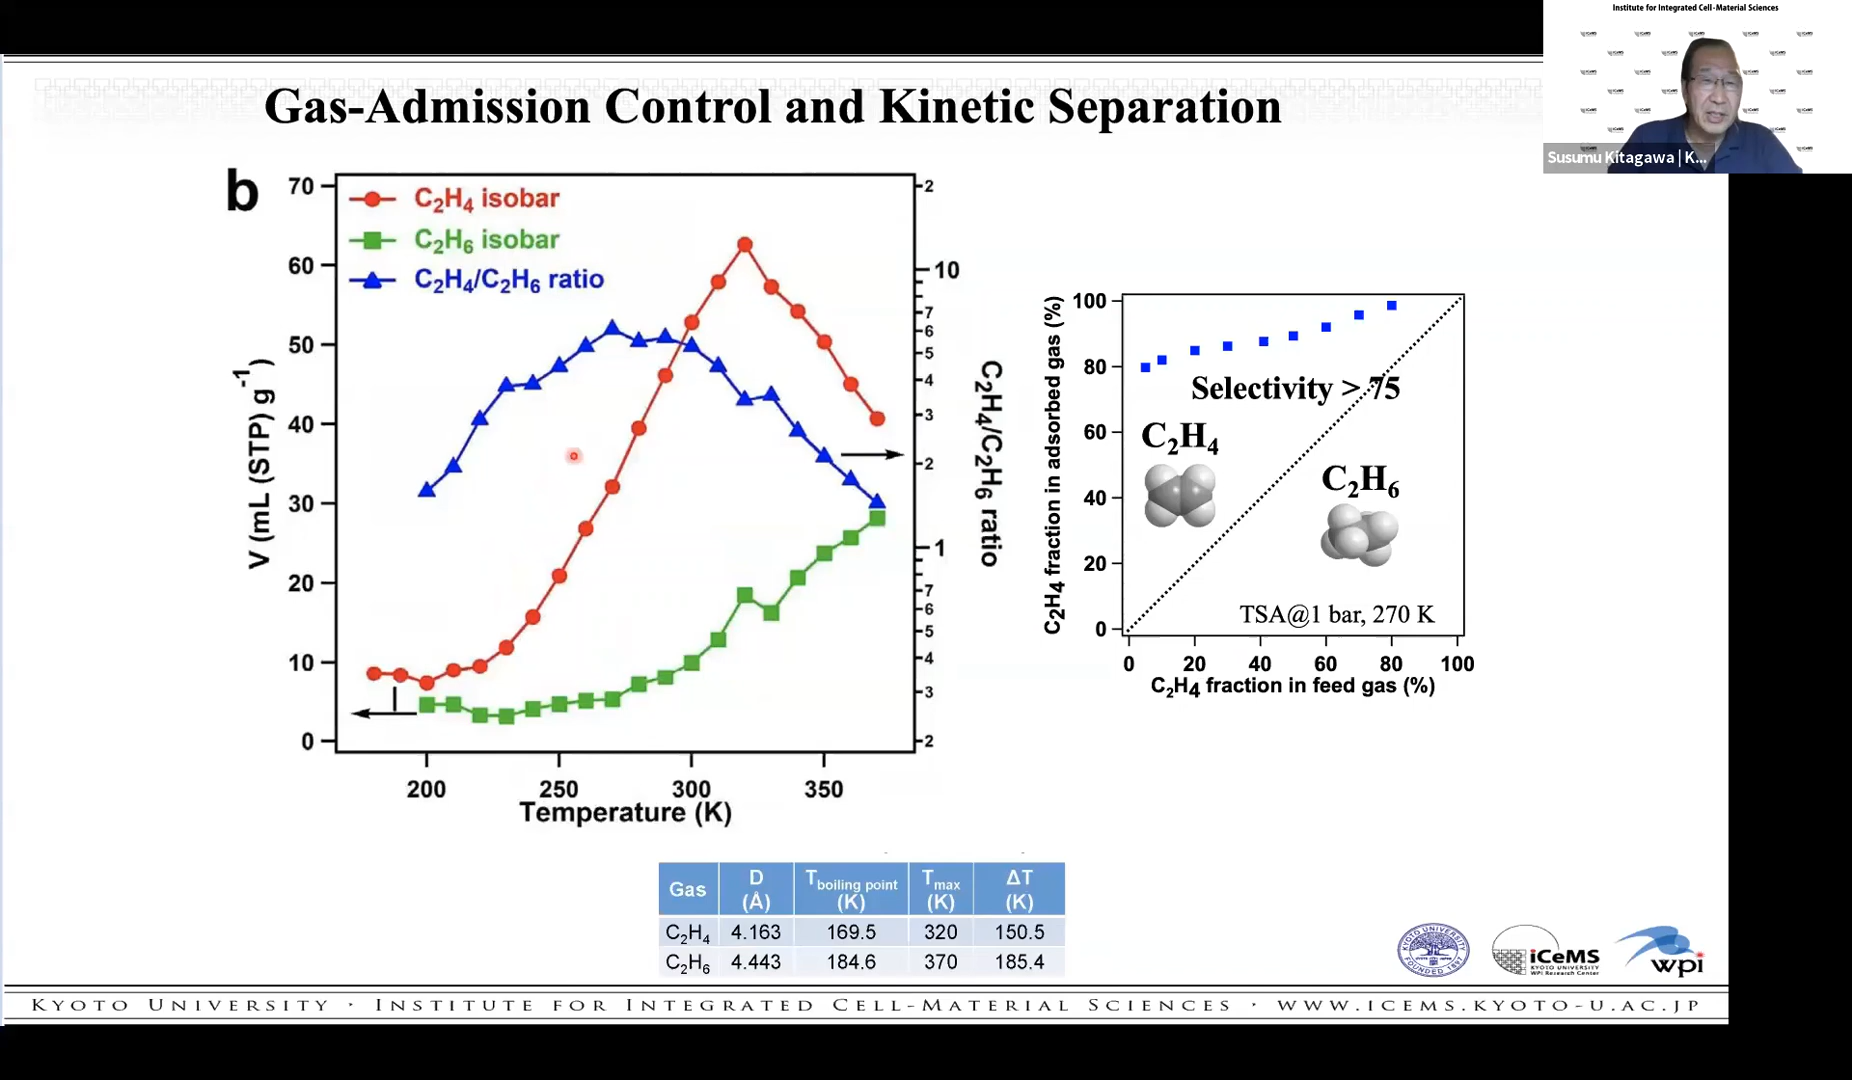 Institute for Integrated Cell-Material Sciences
Susumu Kitagawa | K...
Gas-Admission Control and Kinetic Separation
b
C₂H₄ isobar
C₂H₆ isobar
C₂H₄/C₂H₆ ratio
V (mL (STP) g⁻¹)
70
60
50
40
30
20
10
0
2
10
7
6
5
4
3
2
1
7
6
5
4
3
2
C₂H₄/C₂H₆ ratio
200 250 300 350
Temperature (K)
C₂H₄ fraction in adsorbed gas (%)
100
80
60
40
20
0
Selectivity > 75
C₂H₄
C₂H₆
TSA@1 bar, 270 K
0 20 40 60 80 100
C₂H₄ fraction in feed gas (%)
Gas D (Å) Tboiling point (K) Tmax (K) ΔT (K)
C₂H₄ 4.163 169.5 320 150.5
C₂H₆ 4.443 184.6 370 185.4
KYOTO UNIVERSITY
FOUNDED 1897
iCeMS
KYOTO UNIVERSITY
WPI Research Center
wpi
KYOTO UNIVERSITY · INSTITUTE FOR INTEGRATED CELL-MATERIAL SCIENCES · WWW.ICEMS.KYOTO-U.AC.JP